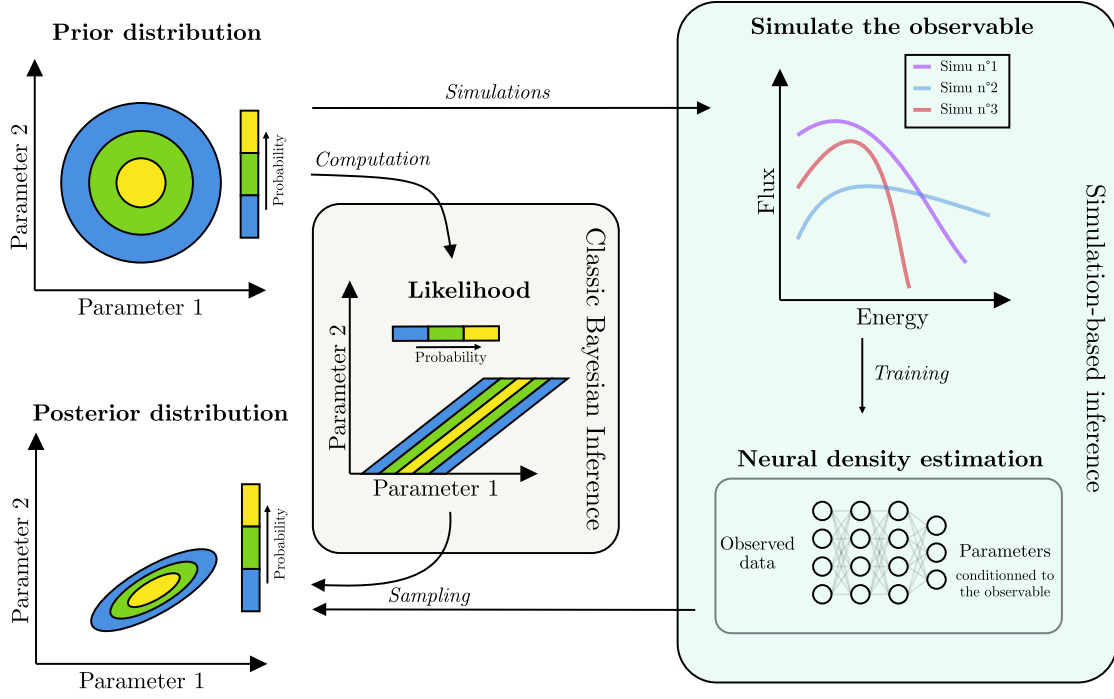 Prior distribution
Parameter 2
Probability
Parameter 1
Simulations
Computation
Classic Bayesian Inference
Likelihood
Probability
Parameter 2
Parameter 1
Posterior distribution
Parameter 2
Probability
Parameter 1
Sampling
Simulation-based inference
Simulate the observable
Simu n°1
Simu n°2
Simu n°3
Flux
Energy
Training
Neural density estimation
Observed
data
Parameters
conditionned to
the observable